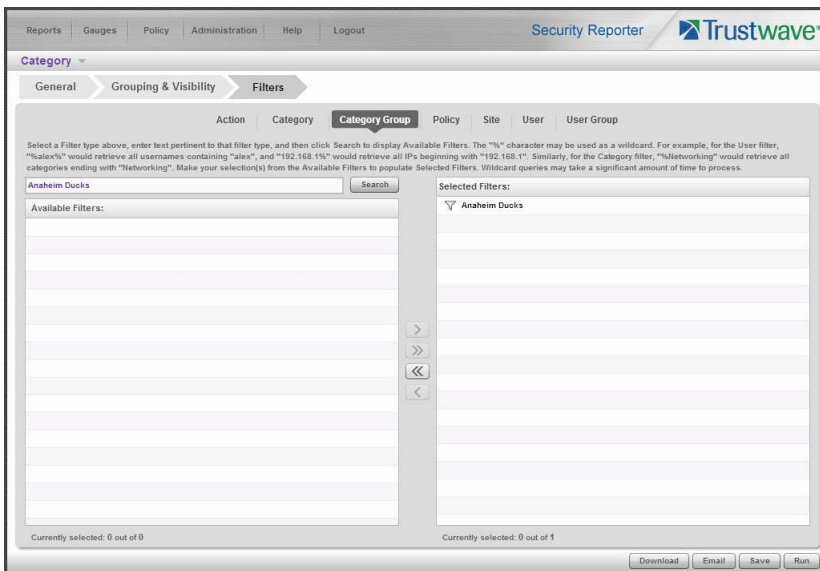 Reports Gauges Policy Administration Help Logout Security Reporter Trustwave
Category
General Grouping & Visibility Filters
Action Category Category Group Policy Site User User Group
Select a Filter type above, enter text pertinent to that filter type, and then click Search to display Available Filters. The "%" character may be used as a wildcard. For example, for the User filter,
"%alex%" would retrieve all usernames containing "alex", and "192.168.1%" would retrieve all IPs beginning with "192.168.1". Similarly, for the Category filter, "%Networking" would retrieve all
categories ending with "Networking". Make your selection(s) from the Available Filters to populate Selected Filters. Wildcard queries may take a significant amount of time to process.
Anaheim Ducks Search
Available Filters:
Currently selected: 0 out of 0
Selected Filters:
Anaheim Ducks
Currently selected: 0 out of 1
Download Email Save Run